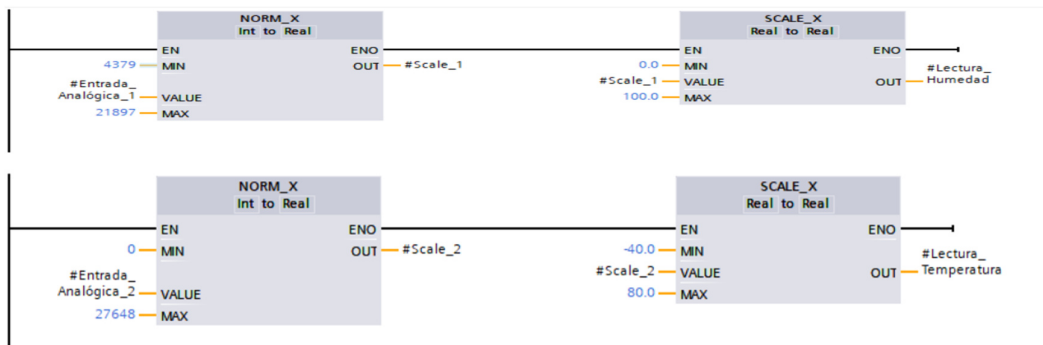 NORM_X
Int to Real
EN
ENO
4379
MIN
OUT
#Scale_1
#Entrada_
Analógica_1
VALUE
21897
MAX
SCALE_X
Real to Real
EN
ENO
0.0
MIN
#Scale_1
VALUE
OUT
#Lectura_
Humedad
100.0
MAX
NORM_X
Int to Real
EN
ENO
0
MIN
OUT
#Scale_2
#Entrada_
Analógica_2
VALUE
27648
MAX
SCALE_X
Real to Real
EN
ENO
-40.0
MIN
#Scale_2
VALUE
OUT
#Lectura_
Temperatura
80.0
MAX